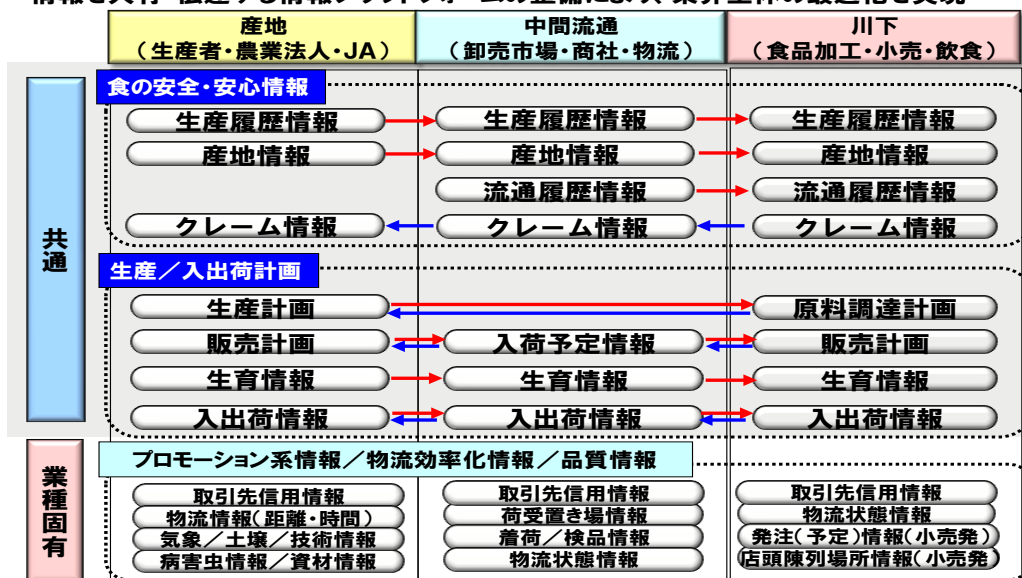 産地
(生産者・農業法人・JA)
中間流通
(卸売市場・商社・物流)
川下
(食品加工・小売・飲食)
共通
食の安全・安心情報
生産履歴情報
生産履歴情報
生産履歴情報
産地情報
産地情報
産地情報
流通履歴情報
流通履歴情報
クレーム情報
クレーム情報
クレーム情報
生産／入出荷計画
生産計画
原料調達計画
販売計画
入荷予定情報
販売計画
生育情報
生育情報
生育情報
入出荷情報
入出荷情報
入出荷情報
業種固有
プロモーション系情報／物流効率化情報／品質情報
取引先信用情報
物流情報(距離・時間)
気象／土壌／技術情報
病害虫情報／資材情報
取引先信用情報
荷受置き場情報
着荷／検品情報
物流状態情報
取引先信用情報
物流状態情報
発注(予定)情報(小売発)
店頭陳列場所情報(小売発)